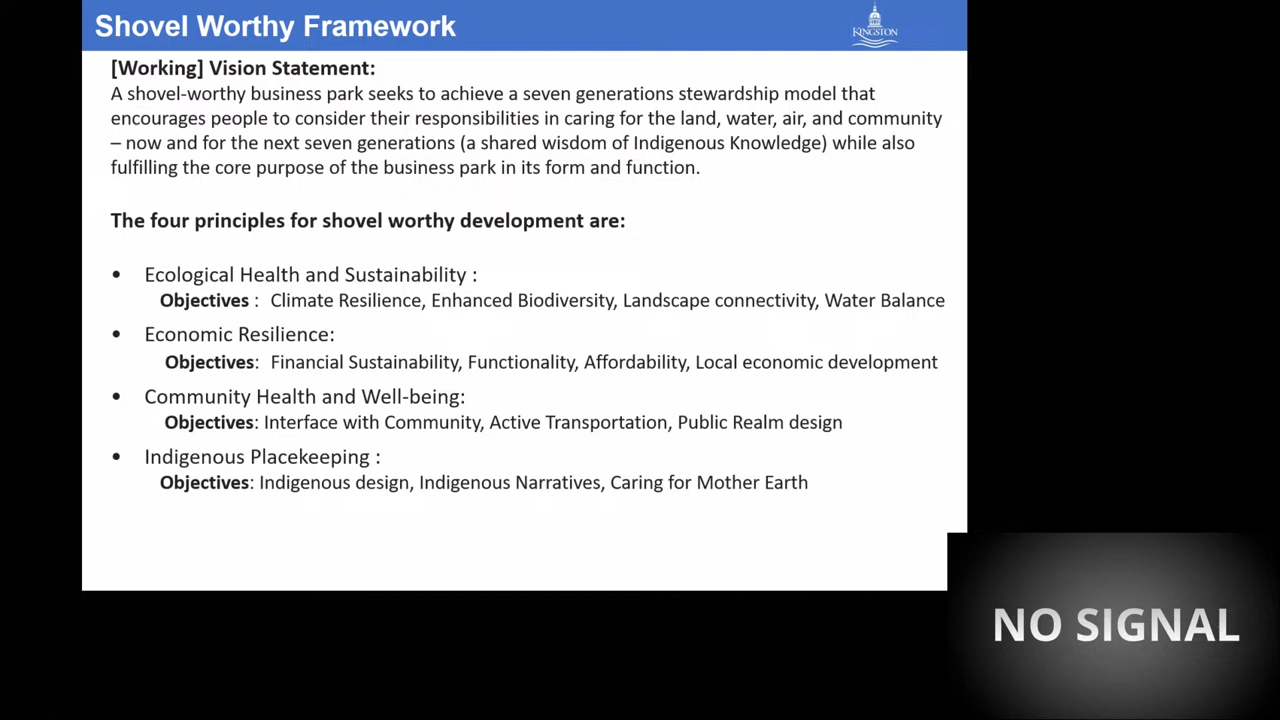 Shovel Worthy Framework
KINGSTON
[Working] Vision Statement:
A shovel-worthy business park seeks to achieve a seven generations stewardship model that
encourages people to consider their responsibilities in caring for the land, water, air, and community
– now and for the next seven generations (a shared wisdom of Indigenous Knowledge) while also
fulfilling the core purpose of the business park in its form and function.
The four principles for shovel worthy development are:
• Ecological Health and Sustainability :
Objectives : Climate Resilience, Enhanced Biodiversity, Landscape connectivity, Water Balance
• Economic Resilience:
Objectives: Financial Sustainability, Functionality, Affordability, Local economic development
• Community Health and Well-being:
Objectives: Interface with Community, Active Transportation, Public Realm design
• Indigenous Placekeeping :
Objectives: Indigenous design, Indigenous Narratives, Caring for Mother Earth
NO SIGNAL